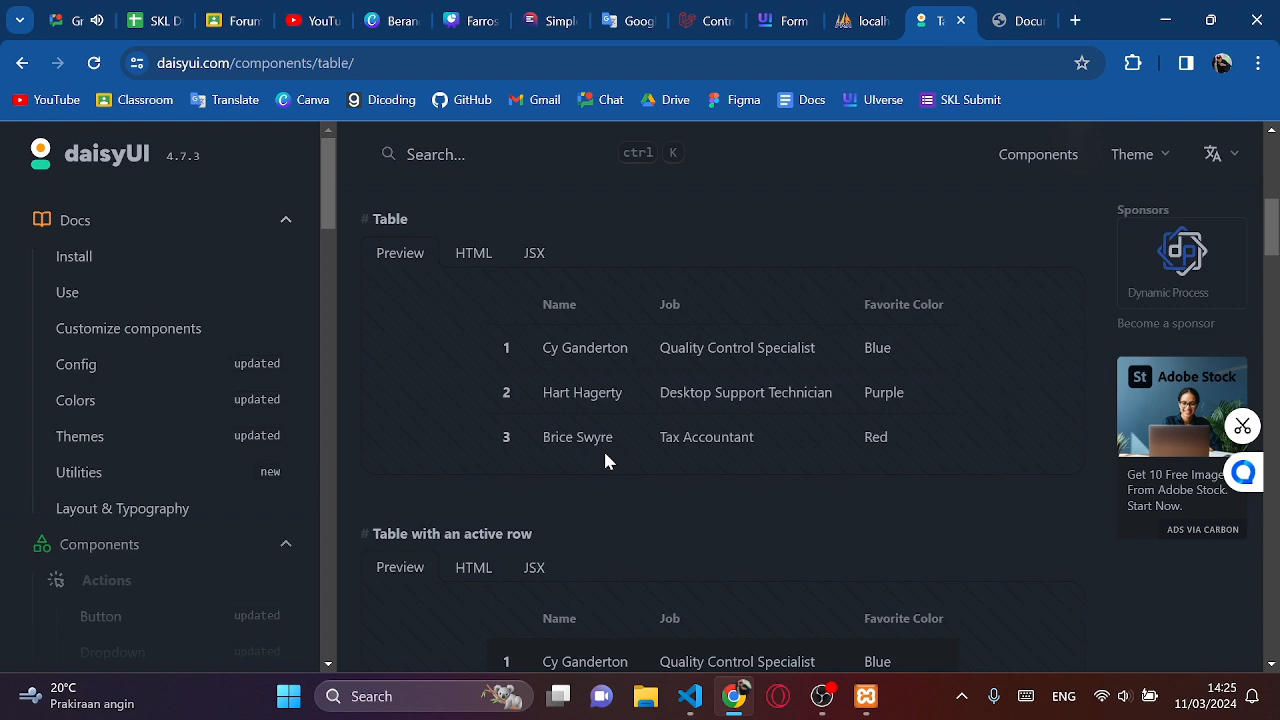 Gr
SKL D
Forum
YouTu
Beran
Farro
Simple
Goog
Contr
Form
localh
Ta
Docu
daisyui.com/components/table/
YouTube
Classroom
Translate
Canva
Dicoding
GitHub
Gmail
Chat
Drive
Figma
Docs
UIverse
SKL Submit
daisyUI 4.7.3
Search...
ctrl K
Components
Theme
Docs
Install
Use
Customize components
Config updated
Colors updated
Themes updated
Utilities new
Layout & Typography
Components
Actions
Button updated
Dropdown updated
# Table
Preview HTML JSX
Name Job Favorite Color
1 Cy Ganderton Quality Control Specialist Blue
2 Hart Hagerty Desktop Support Technician Purple
3 Brice Swyre Tax Accountant Red
# Table with an active row
Preview HTML JSX
Name Job Favorite Color
1 Cy Ganderton Quality Control Specialist Blue
Sponsors
Dynamic Process
Become a sponsor
St Adobe Stock
Get 10 Free Image
From Adobe Stock.
Start Now.
ADS VIA CARBON
20°C
Prakiraan angin
Search
ENG
14:25
11/03/2024